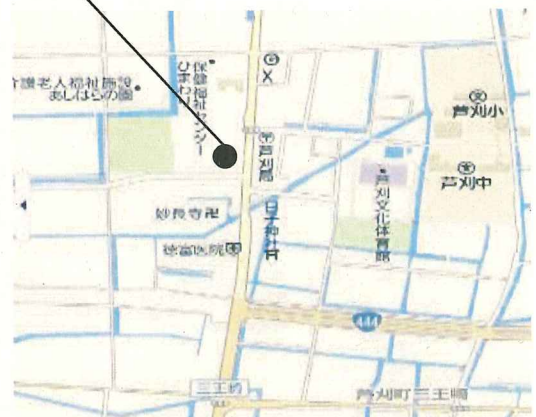 保健福祉センター
ひまわり
介護老人福祉施設
あしはらの園
芦刈小
芦刈中
芦刈局
芦刈文化体育館
妙長寺
日子神社
徳富医院
444
三王崎
芦刈町三王崎